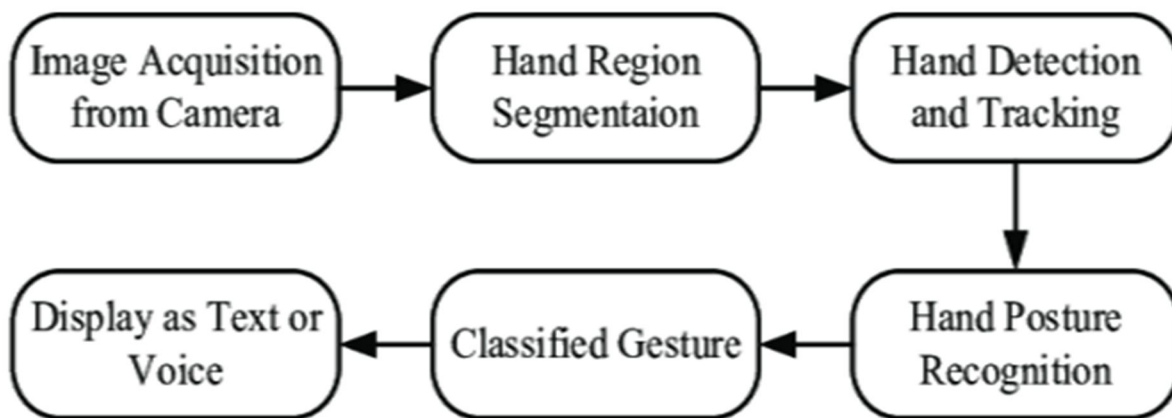 Image Acquisition
from Camera
Hand Region
Segmentaion
Hand Detection
and Tracking
Hand Posture
Recognition
Classified Gesture
Display as Text or
Voice